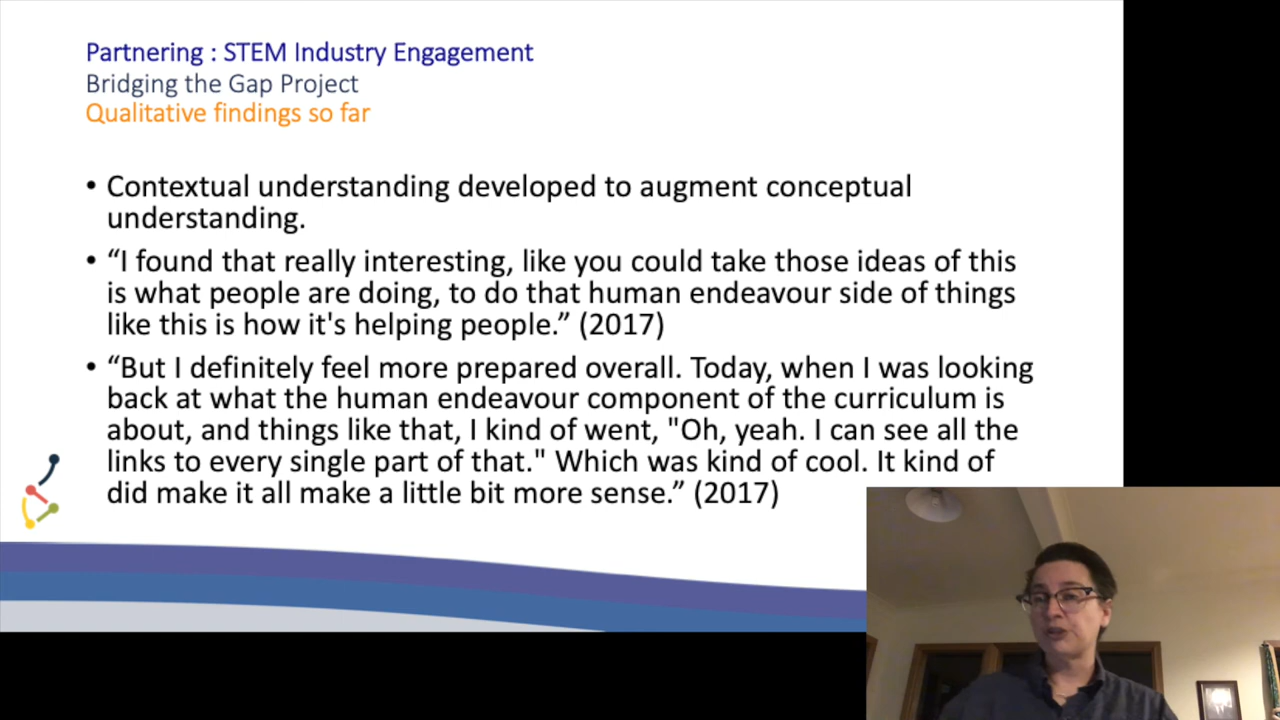 Partnering : STEM Industry Engagement
Bridging the Gap Project
Qualitative findings so far
• Contextual understanding developed to augment conceptual
understanding.
• “I found that really interesting, like you could take those ideas of this
is what people are doing, to do that human endeavour side of things
like this is how it's helping people.” (2017)
• “But I definitely feel more prepared overall. Today, when I was looking
back at what the human endeavour component of the curriculum is
about, and things like that, I kind of went, "Oh, yeah. I can see all the
links to every single part of that." Which was kind of cool. It kind of
did make it all make a little bit more sense.” (2017)